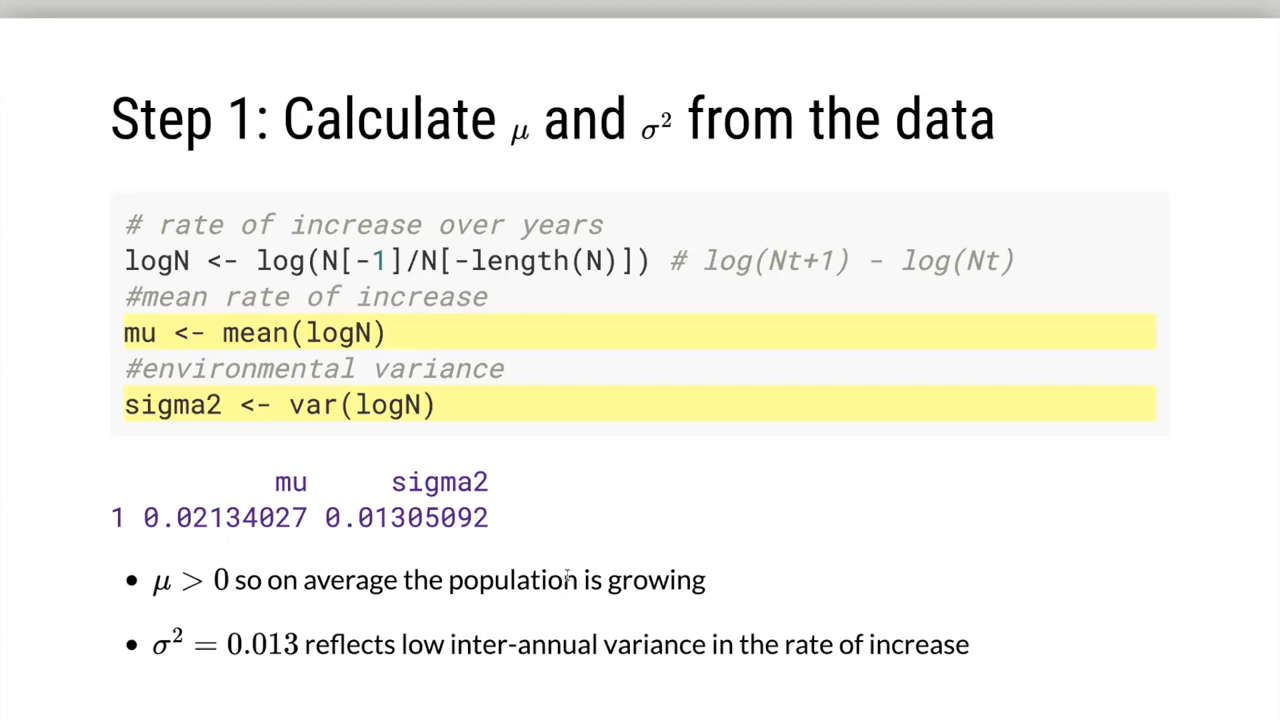 Step 1: Calculate μ and σ² from the data
# rate of increase over years
logN <- log(N[-1]/N[-length(N)]) # log(Nt+1) - log(Nt)
#mean rate of increase
mu <- mean(logN)
#environmental variance
sigma2 <- var(logN)
mu sigma2
1 0.02134027 0.01305092
• μ > 0 so on average the population is growing
• σ² = 0.013 reflects low inter-annual variance in the rate of increase